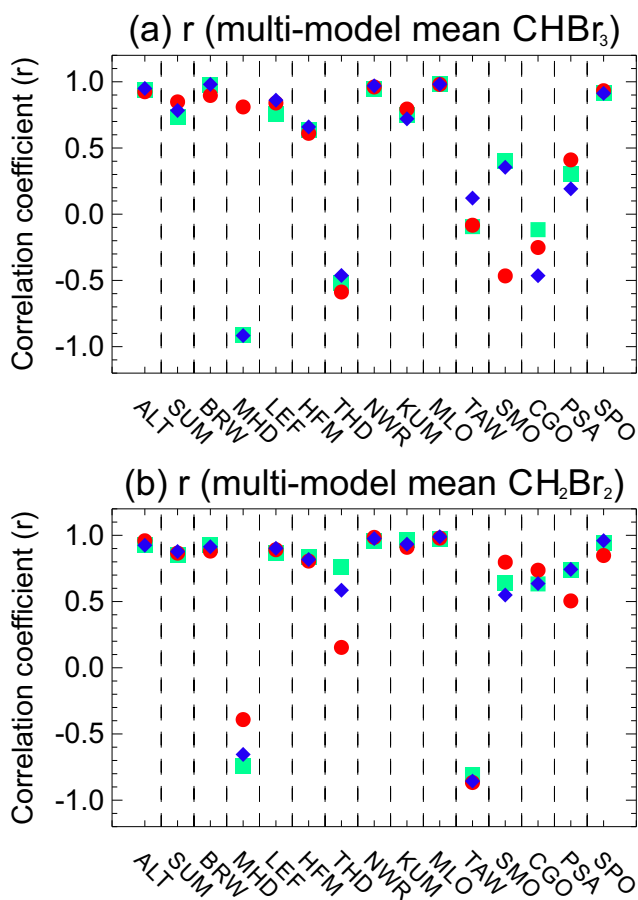 (a) r (multi-model mean CHBr₃)
Correlation coefficient (r)
1.0
0.5
0.0
-0.5
-1.0
ALT SUM BRW MHD LEF HFM THD NWR KUM MLO TAW SMO CGO PSA SPO
(b) r (multi-model mean CH₂Br₂)
Correlation coefficient (r)
1.0
0.5
0.0
-0.5
-1.0
ALT SUM BRW MHD LEF HFM THD NWR KUM MLO TAW SMO CGO PSA SPO